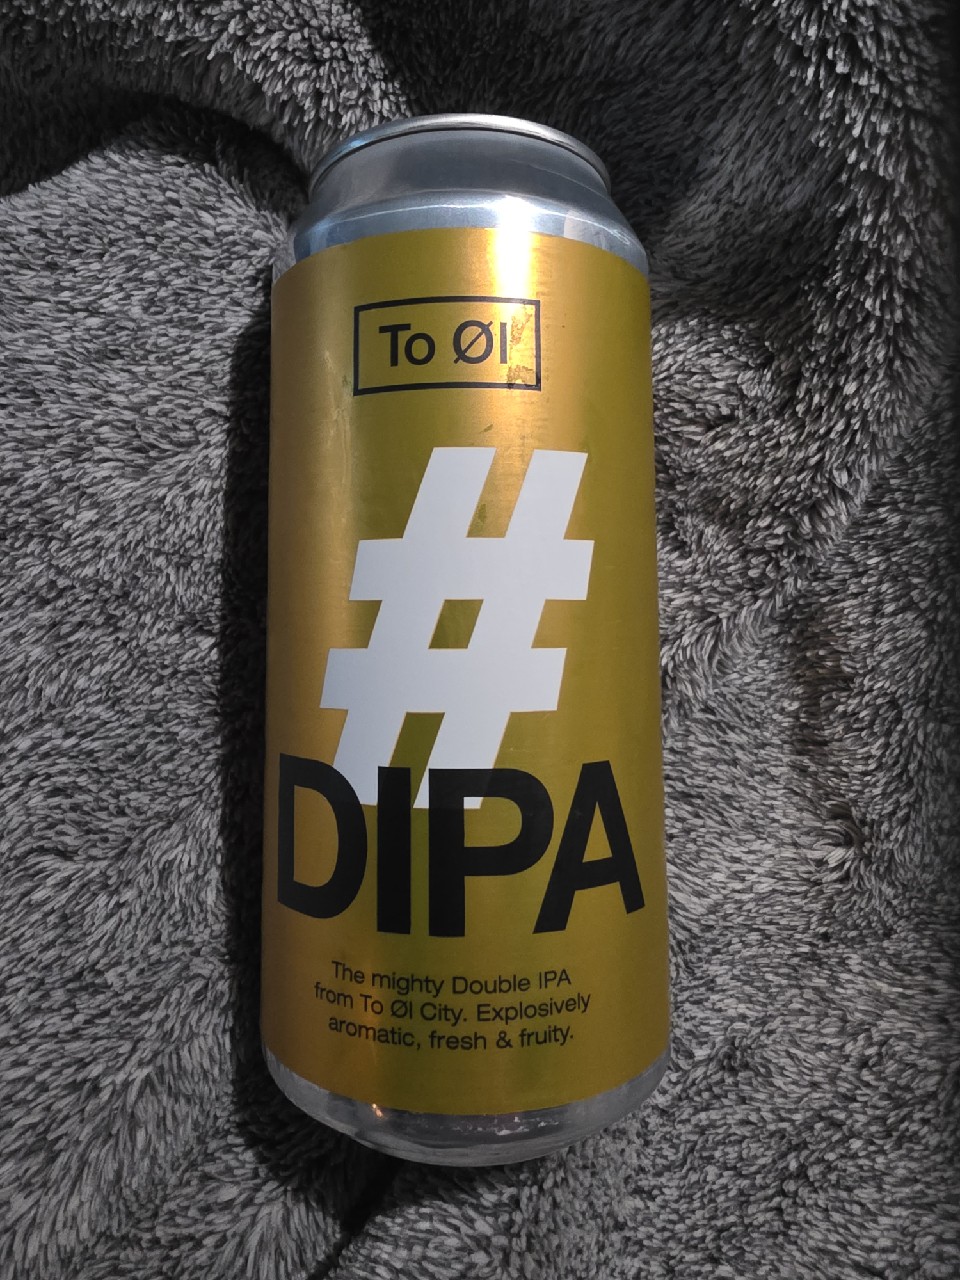 To Øl
#
DIPA
The mighty Double IPA
from To Øl City. Explosively
aromatic, fresh & fruity.